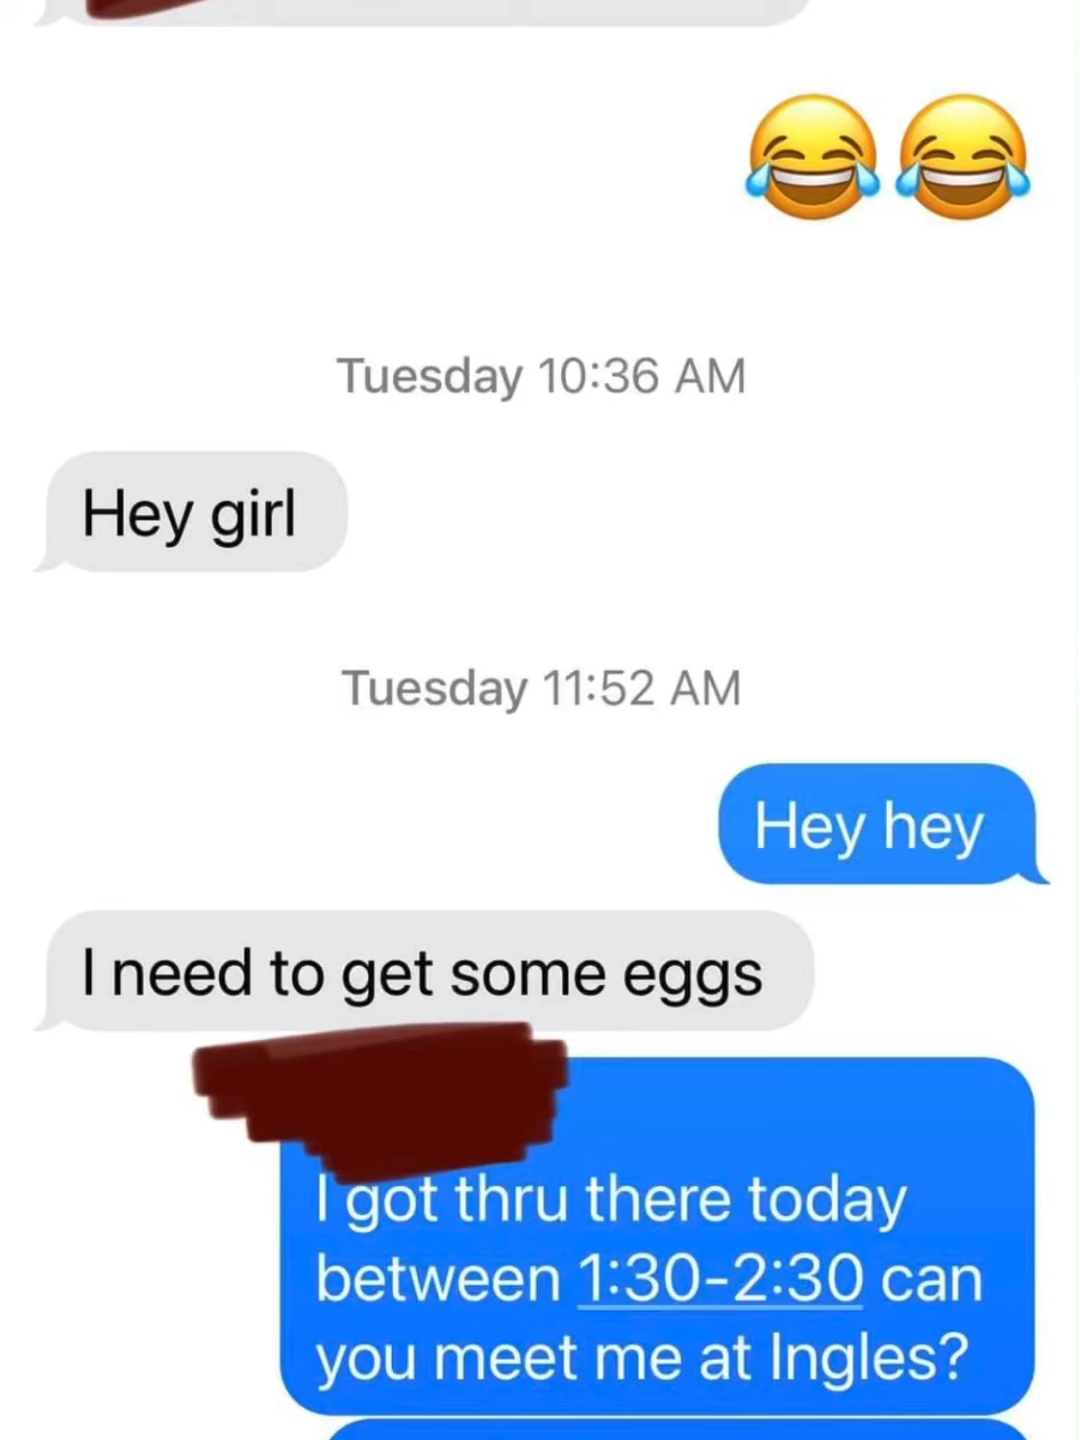 😂😂
Tuesday 10:36 AM
Hey girl
Tuesday 11:52 AM
Hey hey
I need to get some eggs
I got thru there today
between 1:30-2:30 can
you meet me at Ingles?